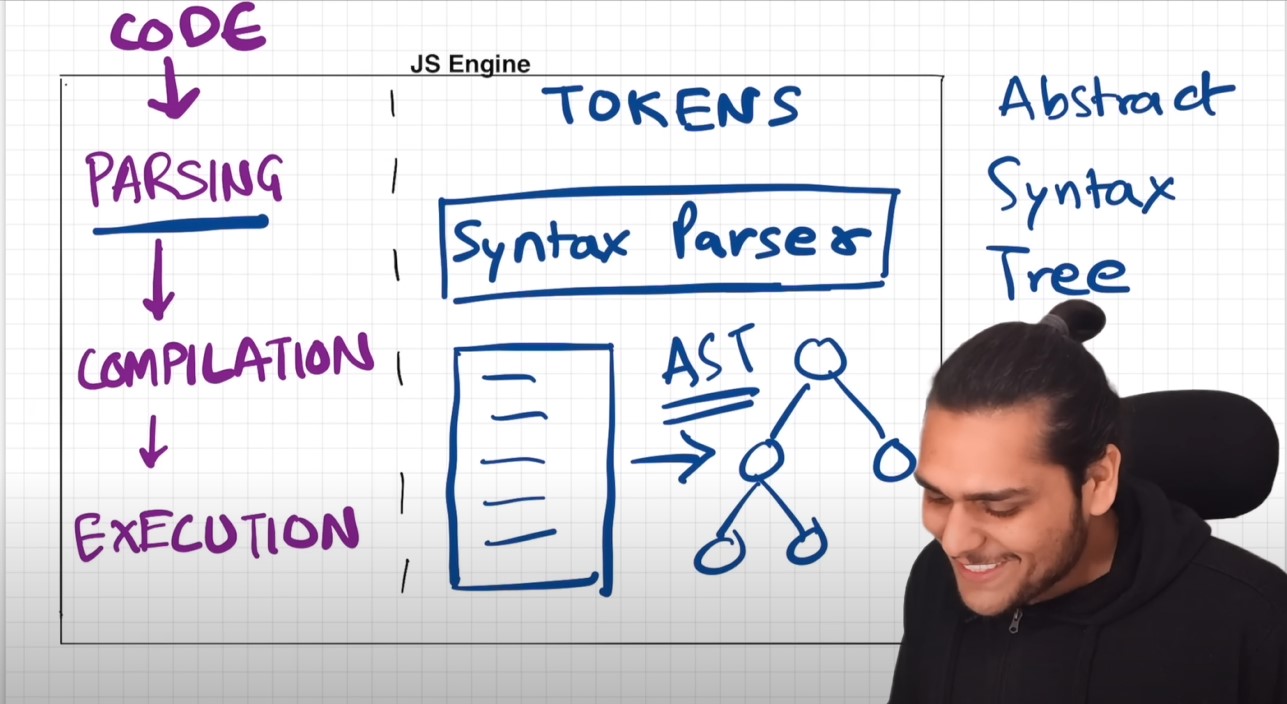 CODE
JS Engine
PARSING
COMPILATION
EXECUTION
TOKENS
Syntax Parser
AST
Abstract
Syntax
Tree